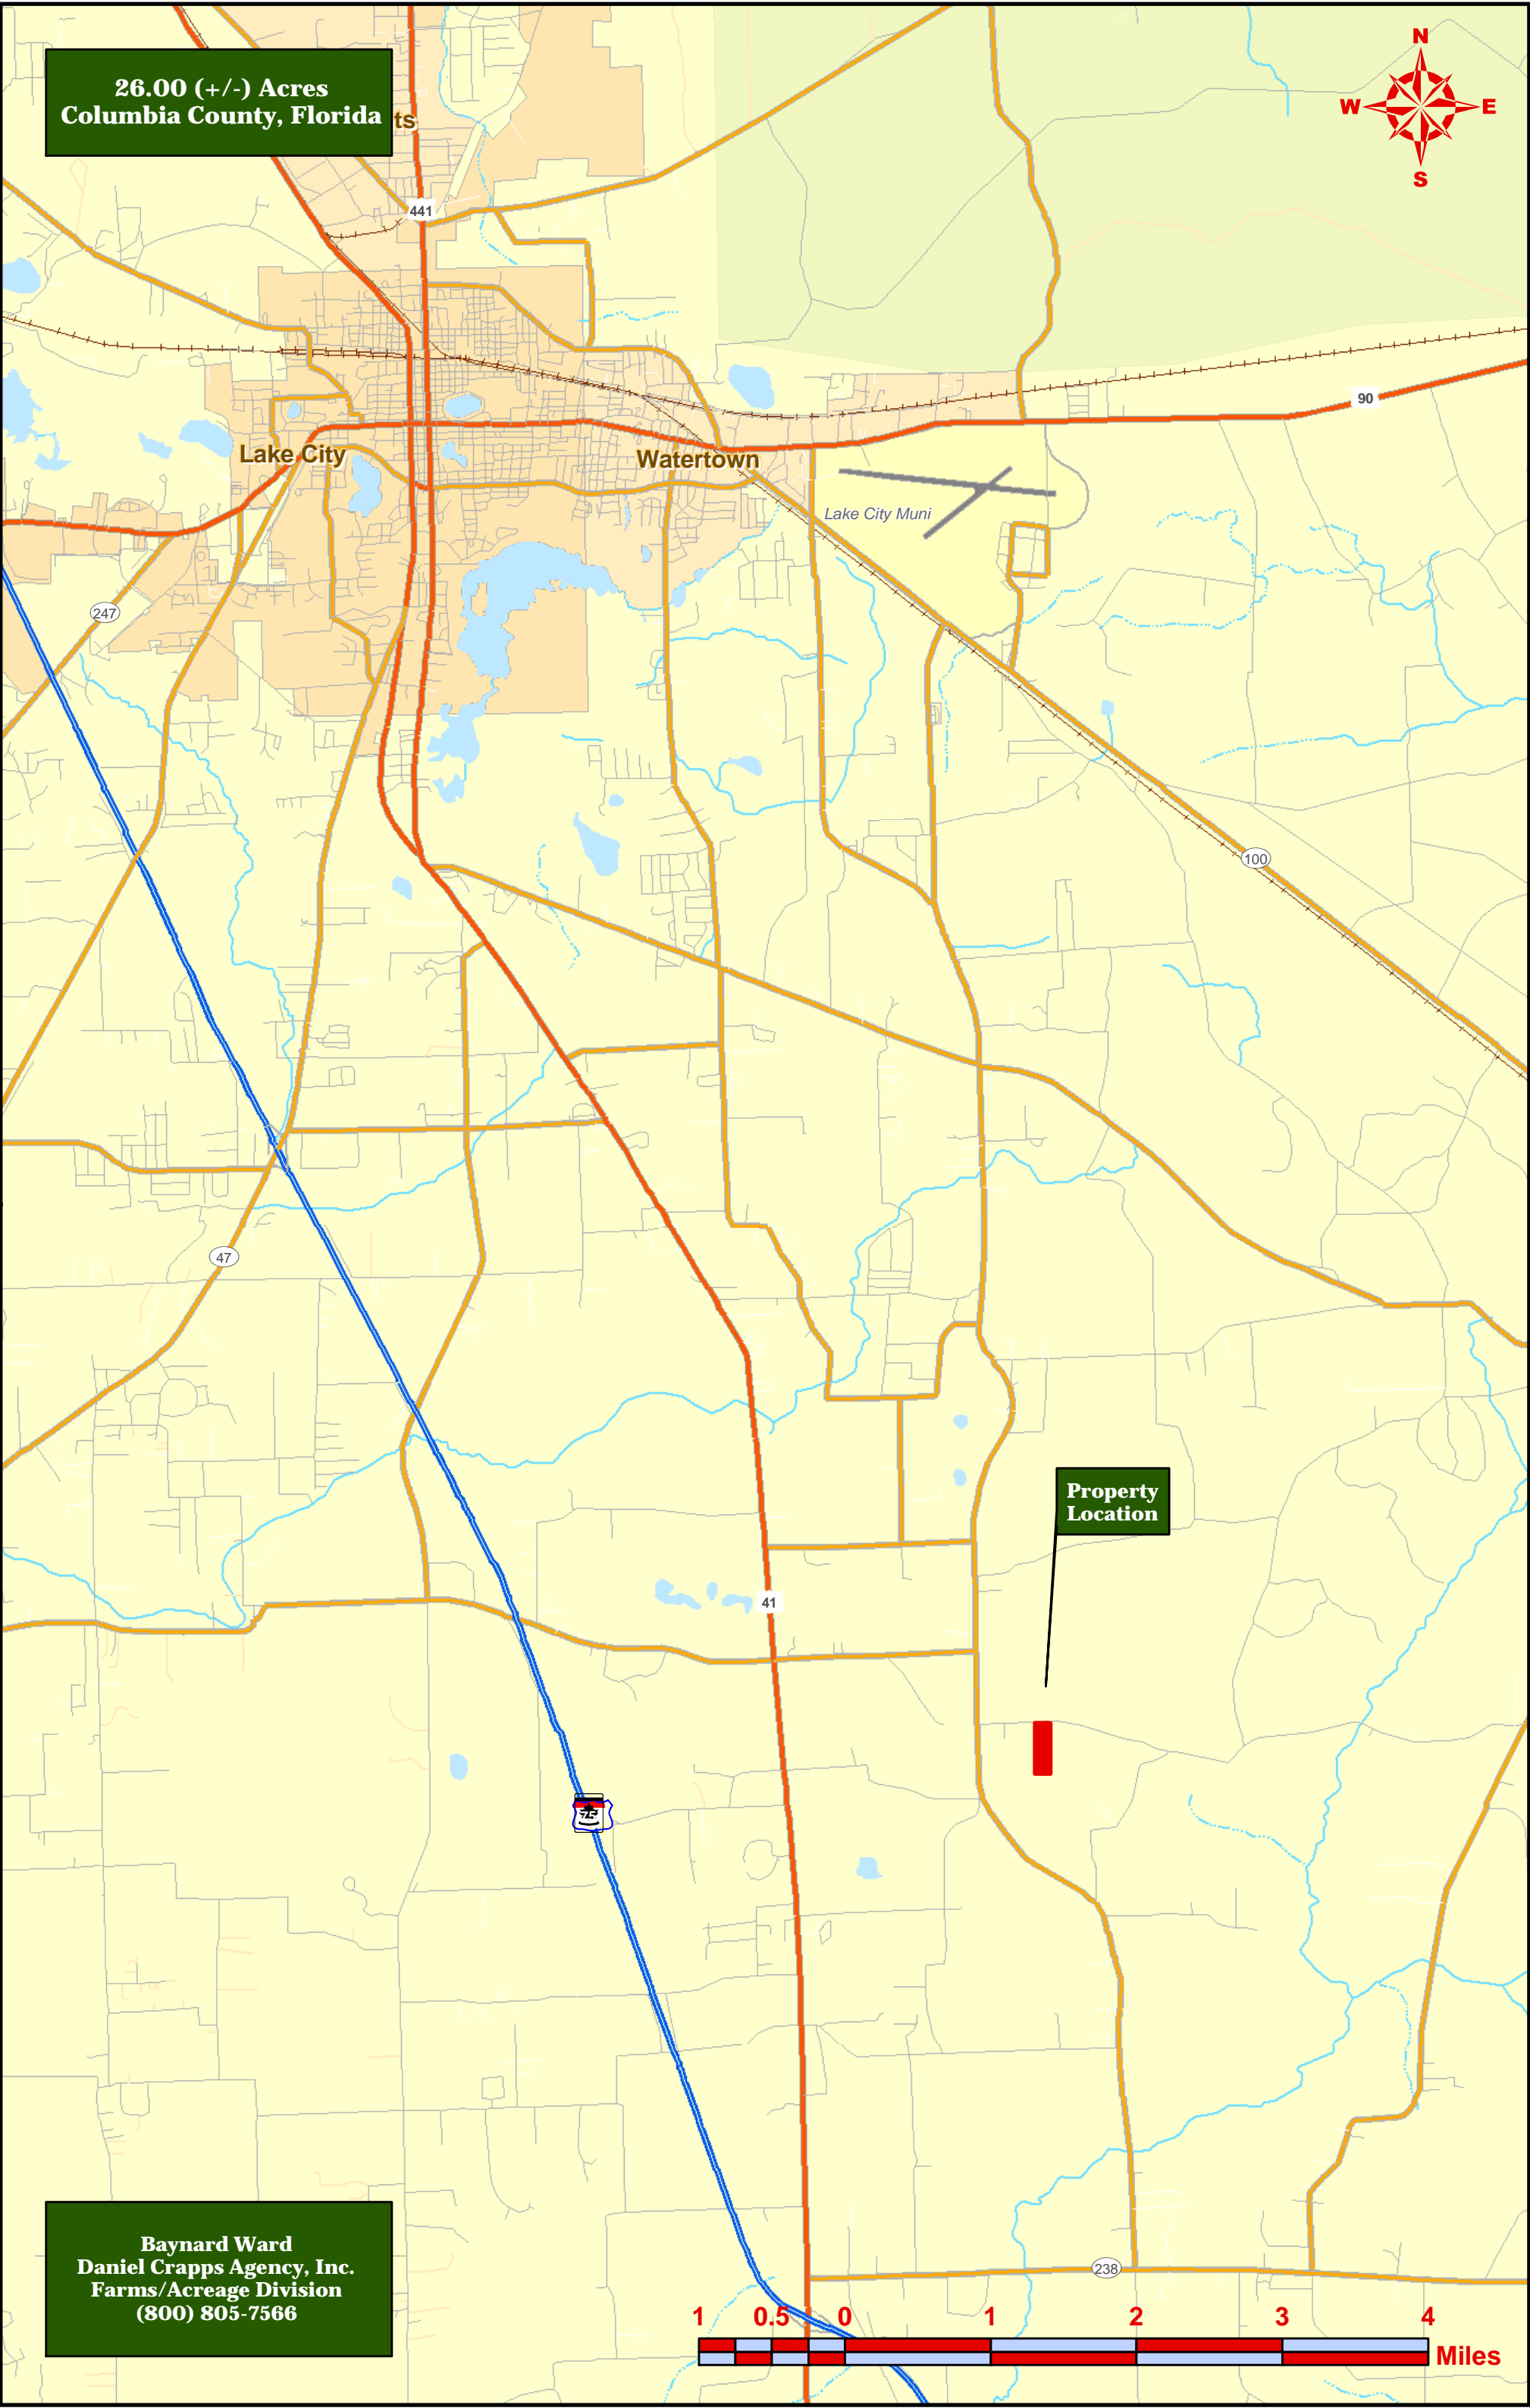 26.00 (+/-) Acres
Columbia County, Florida
ts
N
W
E
S
441
90
Lake City
Watertown
Lake City Muni
247
100
47
Property
Location
41
Baynard Ward
Daniel Crapps Agency, Inc.
Farms/Acreage Division
(800) 805-7566
238
1 0.5 0 1 2 3 4
Miles